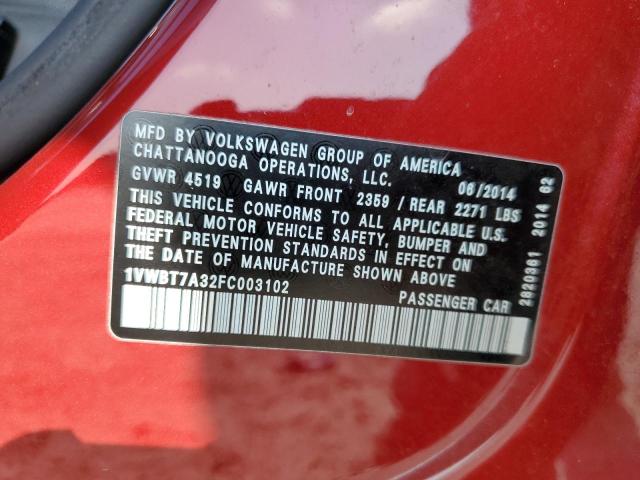 MFD BY VOLKSWAGEN GROUP OF AMERICA
CHATTANOOGA OPERATIONS, LLC. 06/2014
GVWR 4519 GAWR FRONT 2359 / REAR 2271 LBS
THIS VEHICLE CONFORMS TO ALL APPLICABLE U.S.
FEDERAL MOTOR VEHICLE SAFETY, BUMPER AND
THEFT PREVENTION STANDARDS IN EFFECT ON
THE DATE OF MANUFACTURE SHOWN ABOVE
1VWBT7A32FC003102
PASSENGER CAR
2820361 2014 C2